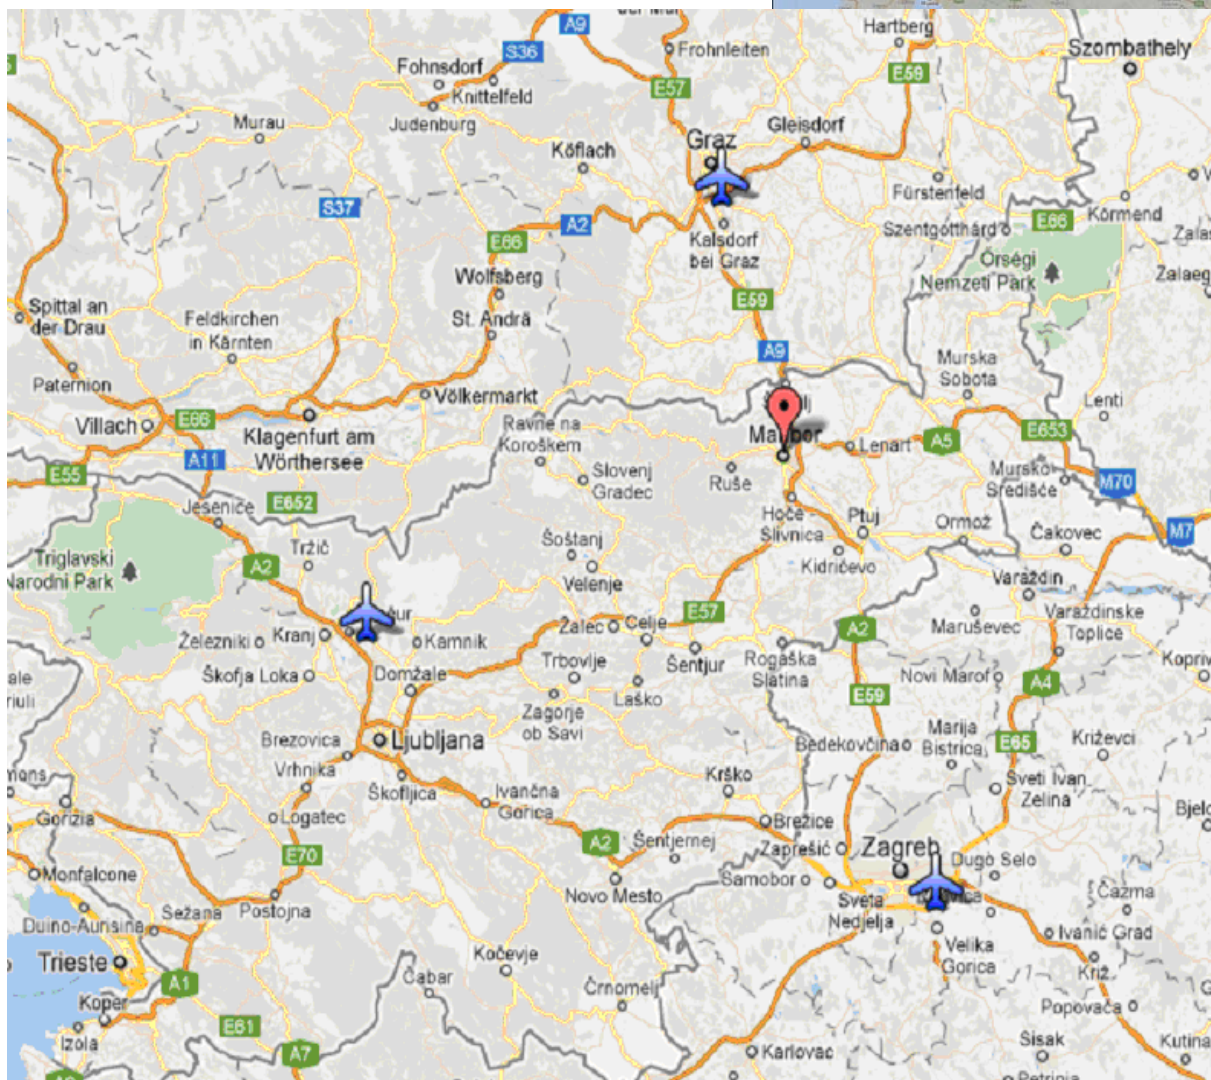 A9
S36
Hartberg
Frohnleiten
Szombathely
Fohnsdorf
E57
E59
Knittelfeld
Judenburg
Murau
Graz
Gleisdorf
Köflach
Fürstenfeld
S37
A2
Körmend
E66
Szentgotthárd
E66
Kalsdorf
bei Graz
Őrségi
Nemzeti Park
Wolfsberg
E59
Spittal an
der Drau
Feldkirchen
in Kärnten
St. Andrä
A9
Murska
Sobota
Paternion
Völkermarkt
Lenti
Villach
E66
Klagenfurt am
Wörthersee
Ravne na
Koroškem
Maribor
Lenart
A5
E653
A11
E55
Slovenj
Gradec
Ruše
Mursko
Središče
M70
E652
Jesenice
Hoče
Slivnica
Ptuj
Ormož
Čakovec
M7
Triglavski
Narodni Park
A2
Tržič
Šoštanj
Velenje
Kidričevo
Varaždin
Železniki
Kranj
Kamnik
Žalec
Celje
E57
A2
Maruševec
Varaždinske
Toplice
Škofja Loka
Domžale
Trbovlje
Šentjur
Rogaška
Slatina
Novi Marof
A4
Laško
E59
Zagorje
ob Savi
Brezovica
Ljubljana
Bedekovčina
Marija
Bistrica
E65
Križevci
Vrhnika
Škofljica
Ivančna
Gorica
Krško
Sveti Ivan
Zelina
Gorizia
Logatec
Brežice
A2
Šentjernej
Zaprešić
Zagreb
Dugo Selo
E70
Monfalcone
Novo Mesto
Samobor
Čazma
Duino-Aurisina
Sežana
Postojna
Sveta
Nedjelja
Ivanić Grad
Trieste
Kočevje
Velika
Gorica
Križ
A1
Čabar
Črnomelj
Koper
Popovača
Izola
E61
A7
Karlovac
Sisak
Kutina
Petrinja